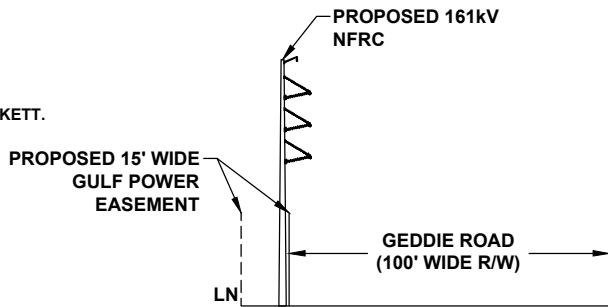 PROPOSED 161kV
NFRC
KETT.
PROPOSED 15' WIDE
GULF POWER
EASEMENT
GEDDIE ROAD
(100' WIDE R/W)
LN